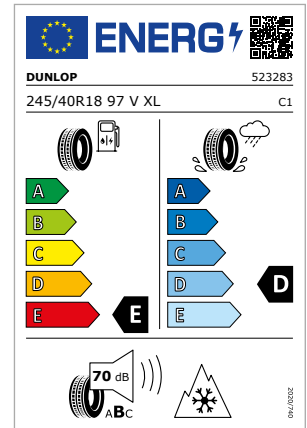 ENERG
DUNLOP 523283
245/40R18 97 V XL C1
A A
B B
C C
D D D
E E E
70 dB
ABC
2020/740